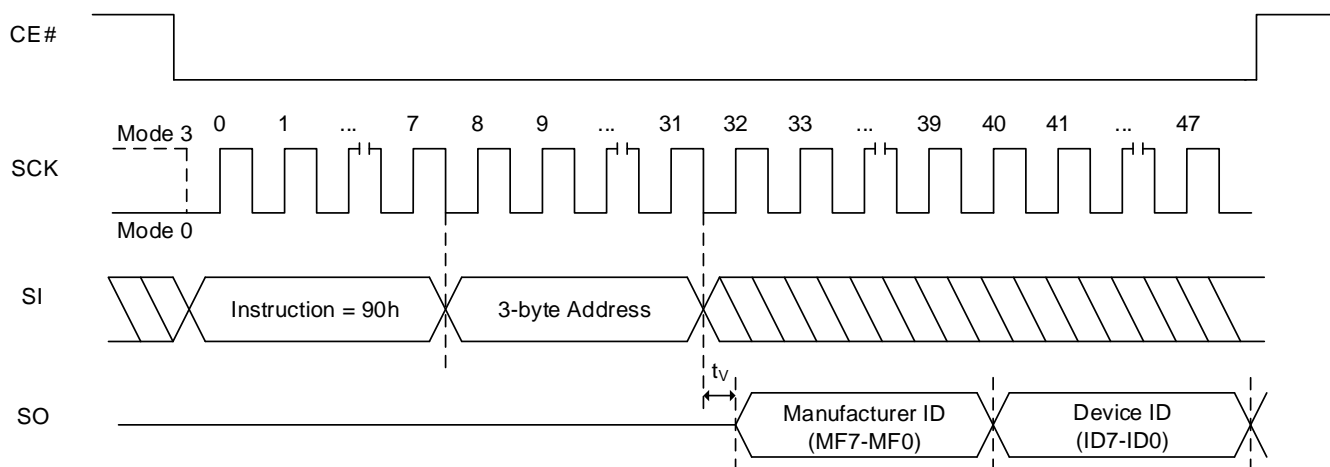 CE#
0 1 ... 7 8 9 ... 31 32 33 ... 39 40 41 ... 47
Mode 3
SCK
Mode 0
SI
Instruction = 90h
3-byte Address
tV
SO
Manufacturer ID
(MF7-MF0)
Device ID
(ID7-ID0)